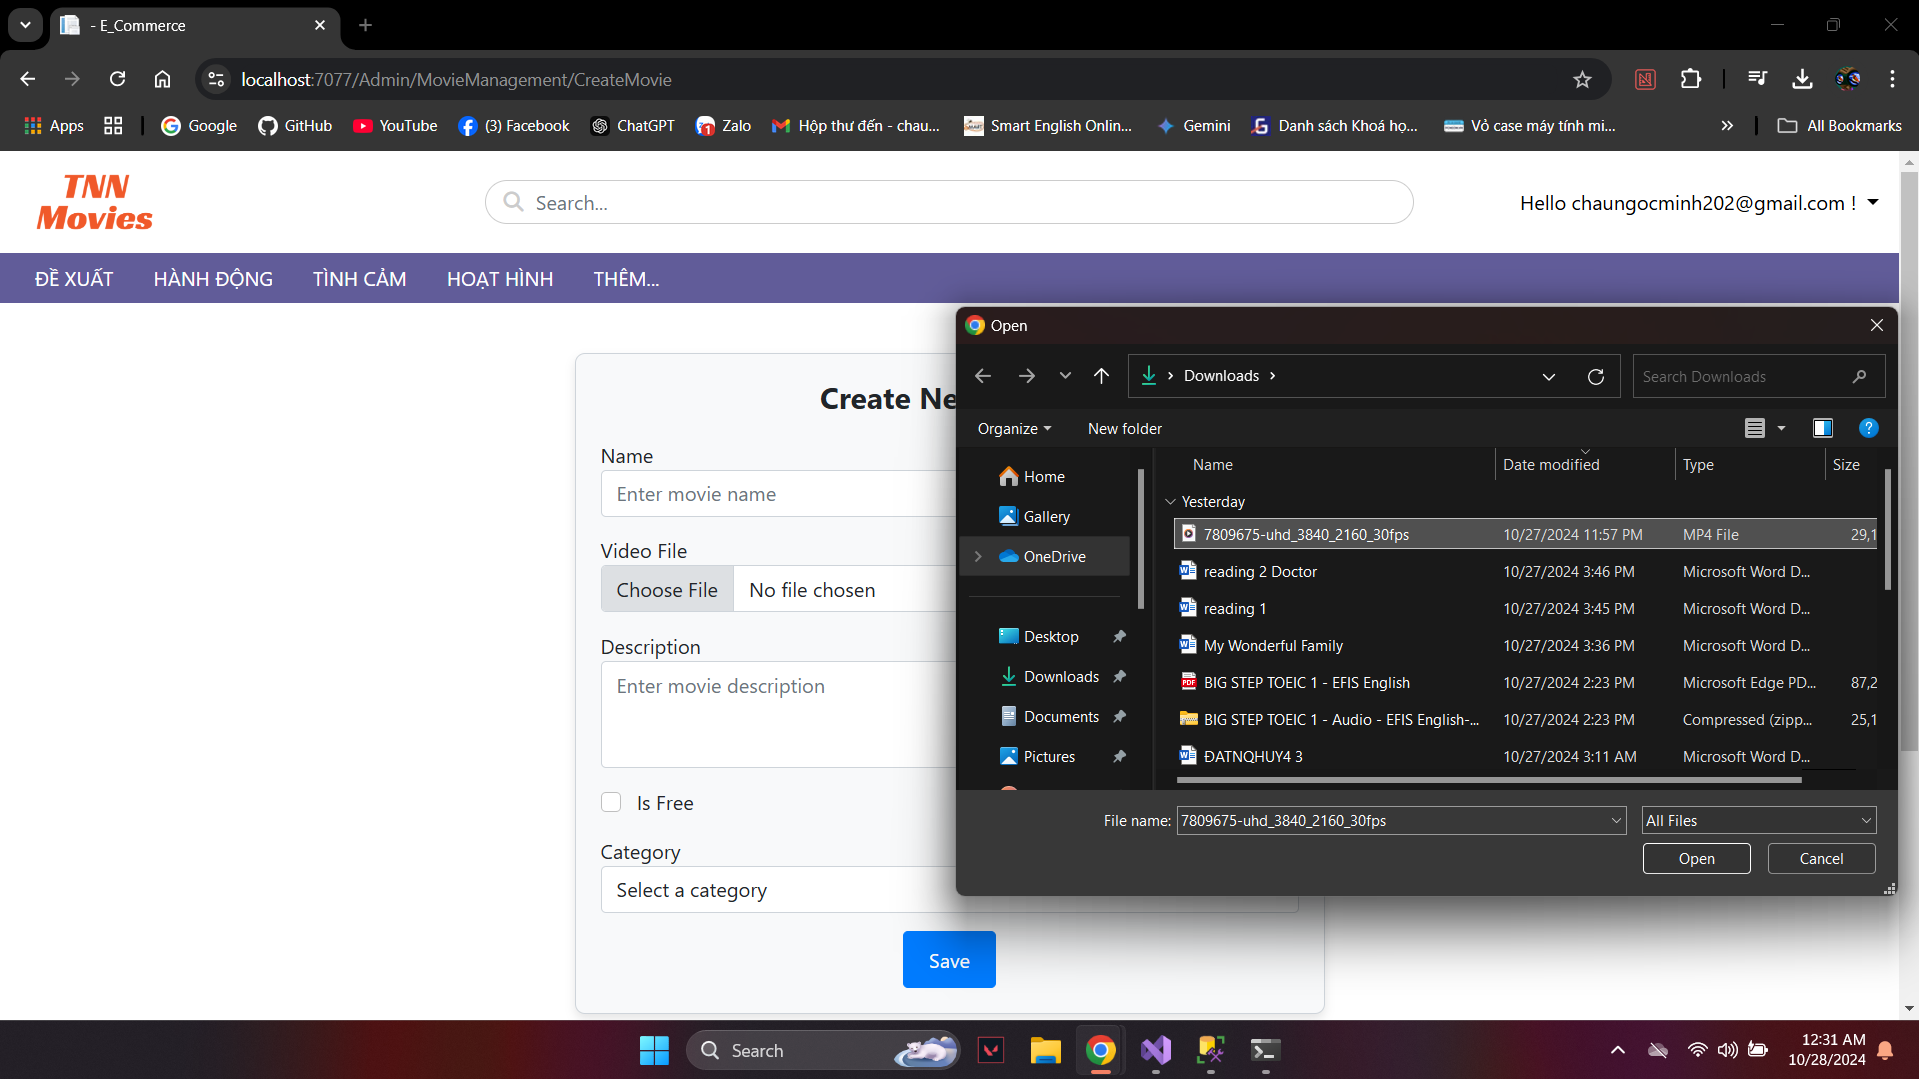 - E_Commerce
localhost:7077/Admin/MovieManagement/CreateMovie
Apps
Google
GitHub
YouTube
(3) Facebook
ChatGPT
Zalo
Hộp thư đến - chau...
Smart English Onlin...
Gemini
Danh sách Khoá họ...
Vỏ case máy tính mi...
All Bookmarks
TNN
Movies
Search...
Hello chaungocminh202@gmail.com !
ĐỀ XUẤT
HÀNH ĐỘNG
TÌNH CẢM
HOẠT HÌNH
THÊM...
Create Ne
Name
Enter movie name
Video File
Choose File
No file chosen
Description
Enter movie description
Is Free
Category
Select a category
Save
Open
Downloads
Search Downloads
Organize
New folder
Home
Gallery
OneDrive
Desktop
Downloads
Documents
Pictures
Name Date modified Type Size
Yesterday
7809675-uhd_3840_2160_30fps 10/27/2024 11:57 PM MP4 File 29,1
reading 2 Doctor 10/27/2024 3:46 PM Microsoft Word D...
reading 1 10/27/2024 3:45 PM Microsoft Word D...
My Wonderful Family 10/27/2024 3:36 PM Microsoft Word D...
BIG STEP TOEIC 1 - EFIS English 10/27/2024 2:23 PM Microsoft Edge PD... 87,2
BIG STEP TOEIC 1 - Audio - EFIS English-... 10/27/2024 2:23 PM Compressed (zipp... 25,1
ĐATNQHUY4 3 10/27/2024 3:11 AM Microsoft Word D...
File name: 7809675-uhd_3840_2160_30fps
All Files
Open
Cancel
Search
12:31 AM
10/28/2024